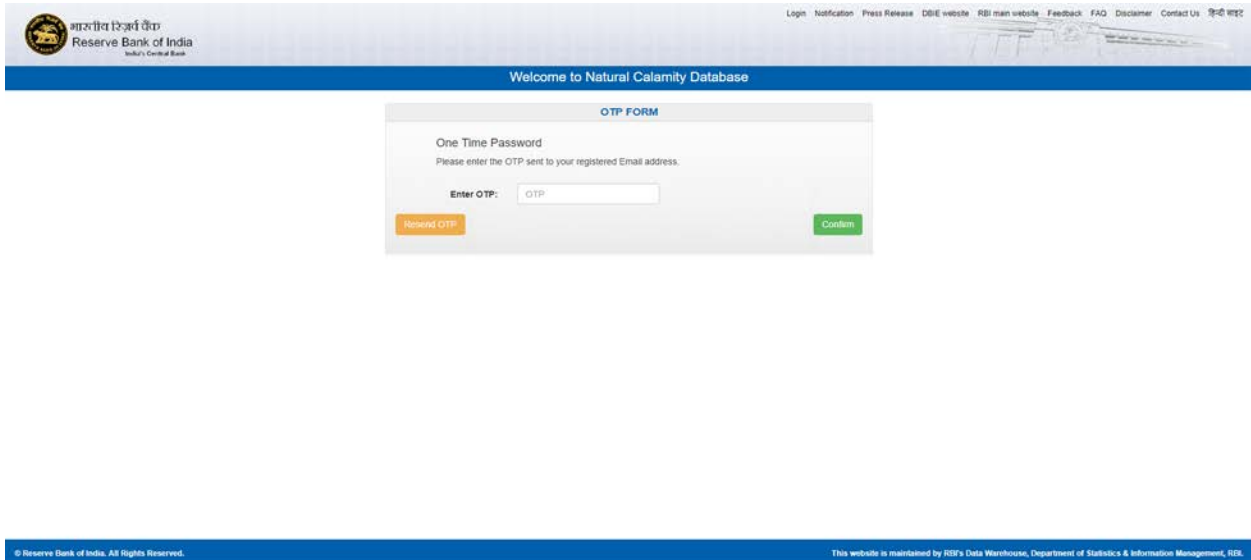 Login Notification Press Release DBIE website RBI main website Feedback FAQ Disclaimer Contact Us हिन्दी साइट
भारतीय रिज़र्व बैंक
Reserve Bank of India
India's Central Bank
Welcome to Natural Calamity Database
OTP FORM
One Time Password
Please enter the OTP sent to your registered Email address.
Enter OTP: OTP
Resend OTP Confirm
© Reserve Bank of India. All Rights Reserved. This website is maintained by RBI's Data Warehouse, Department of Statistics & Information Management, RBI.